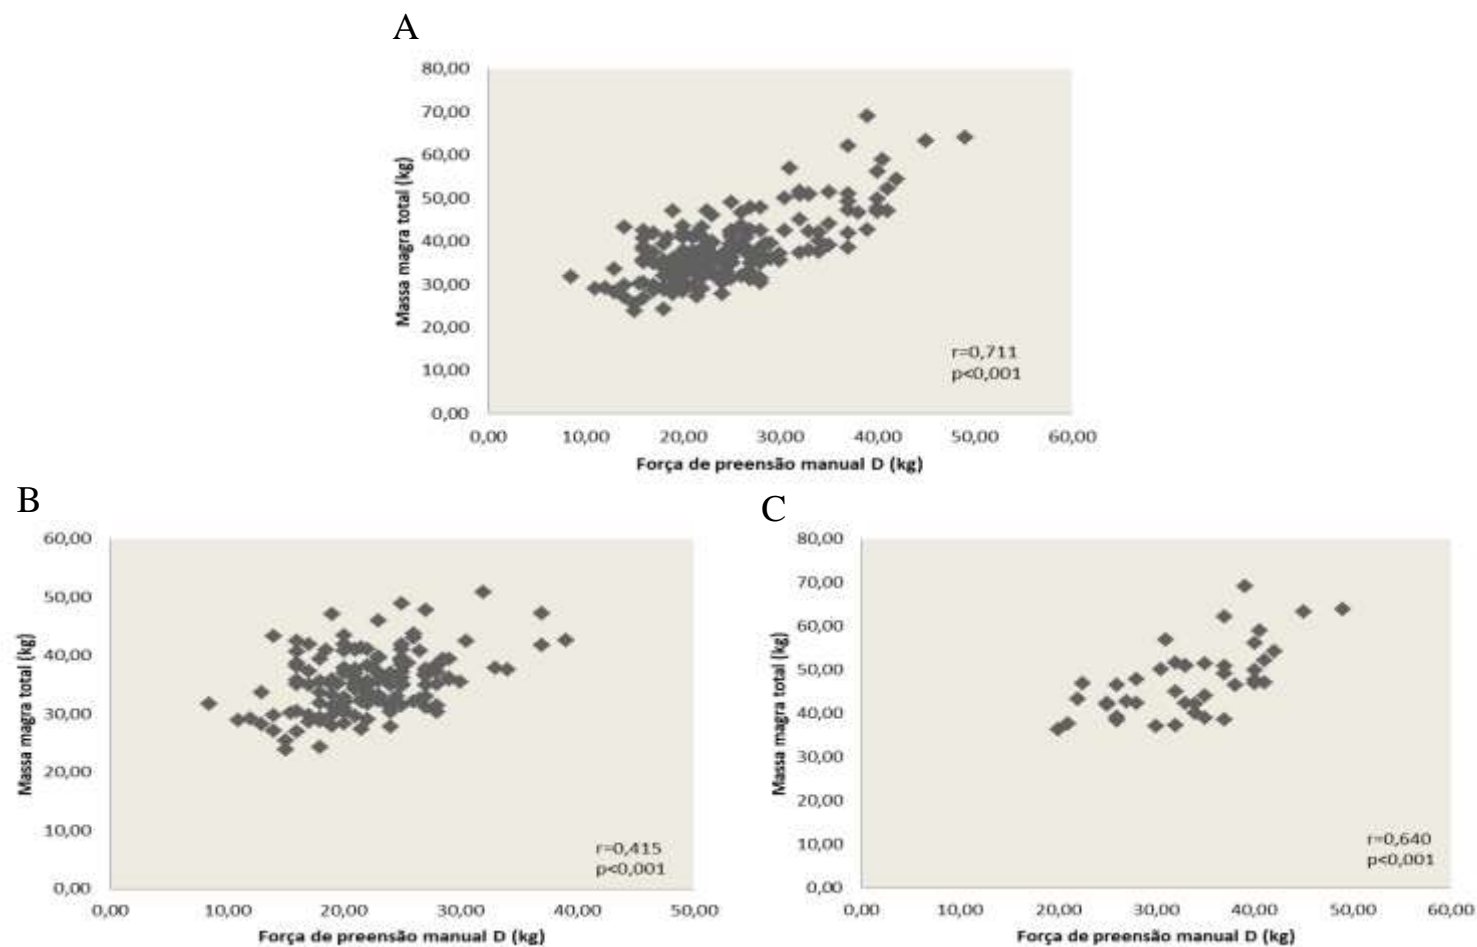 A
80,00
70,00
60,00
50,00
40,00
30,00
20,00
10,00
0,00
Massa magra total (kg)
r=0,711
p<0,001
0,00 10,00 20,00 30,00 40,00 50,00 60,00
Força de preensão manual D (kg)
B
60,00
50,00
40,00
30,00
20,00
10,00
0,00
Massa magra total (kg)
r=0,415
p<0,001
0,00 10,00 20,00 30,00 40,00 50,00
Força de preensão manual D (kg)
C
80,00
70,00
60,00
50,00
40,00
30,00
20,00
10,00
0,00
Massa magra total (kg)
r=0,640
p<0,001
0,00 10,00 20,00 30,00 40,00 50,00 60,00
Força de preensão manual D (kg)